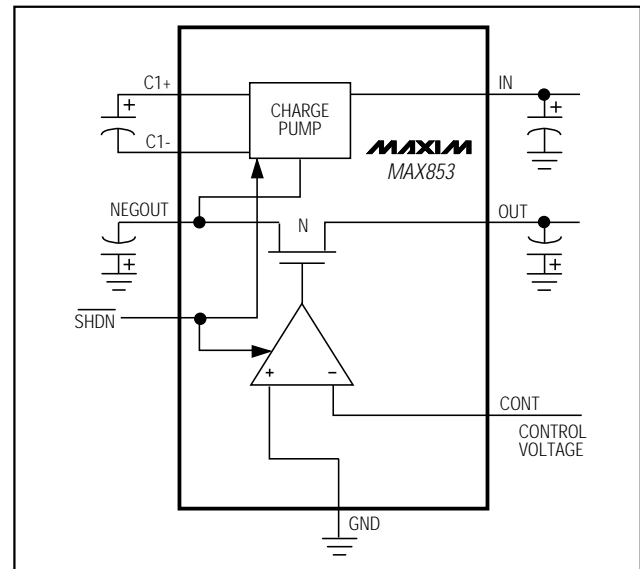 C1+
IN
+
CHARGE
PUMP
+
C1-
MAXIM
MAX853
NEGOUT
N
OUT
+
+
SHDN
+ −
CONT
CONTROL
VOLTAGE
GND